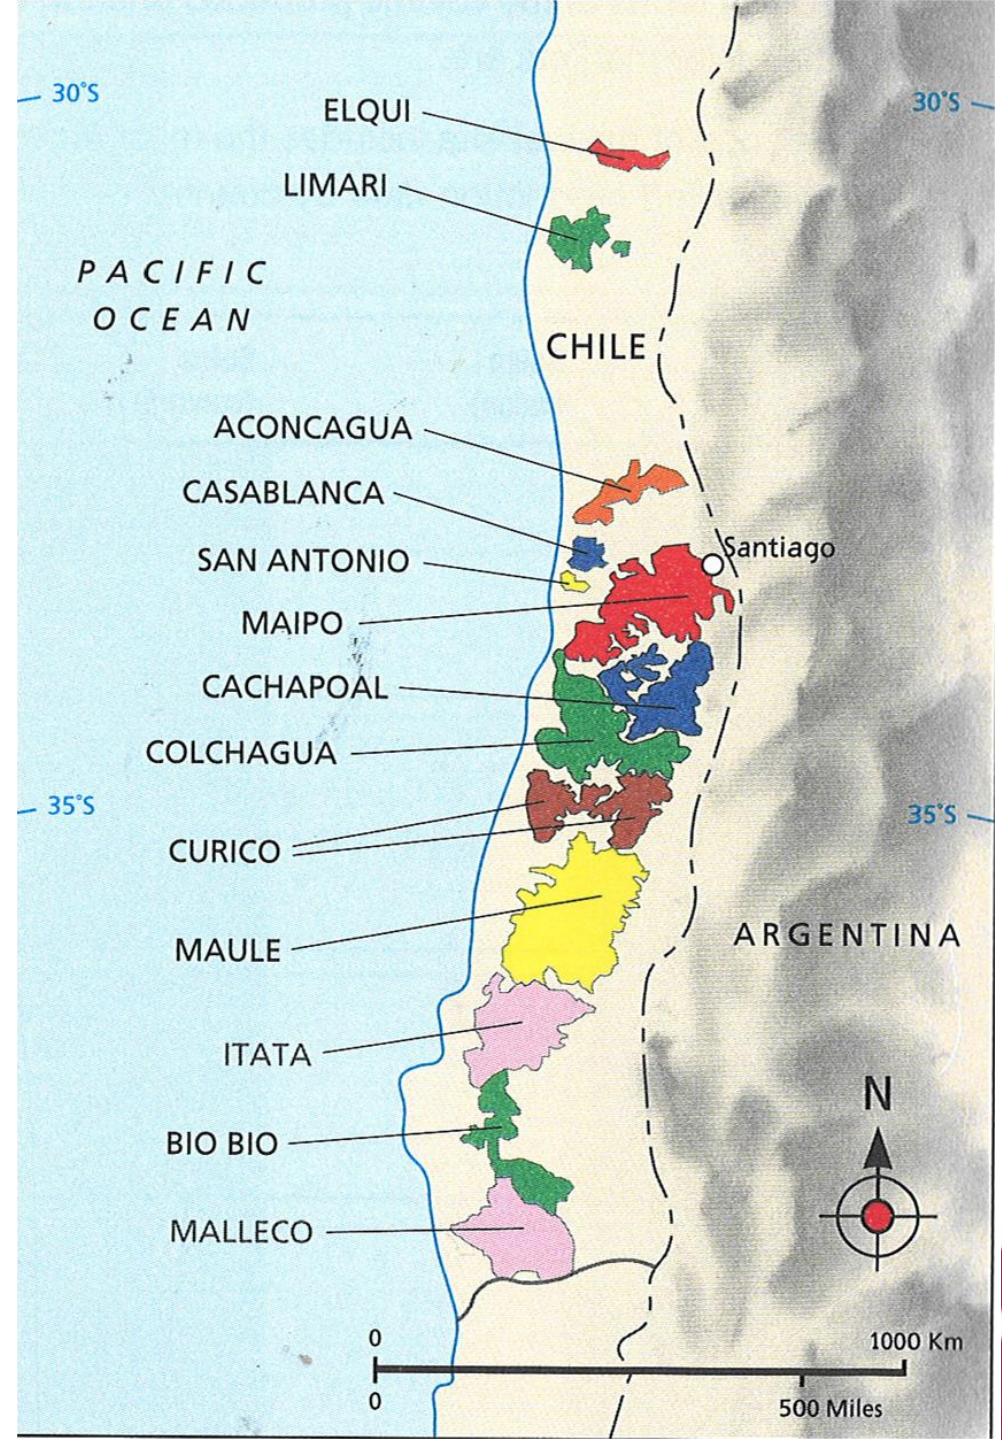 30°S
30°S
ELQUI
LIMARI
PACIFIC
OCEAN
CHILE
ACONCAGUA
CASABLANCA
SAN ANTONIO
Santiago
MAIPO
CACHAPOAL
COLCHAGUA
35°S
35°S
CURICO
MAULE
ARGENTINA
ITATA
N
BIO BIO
MALLECO
0
1000 Km
0
500 Miles